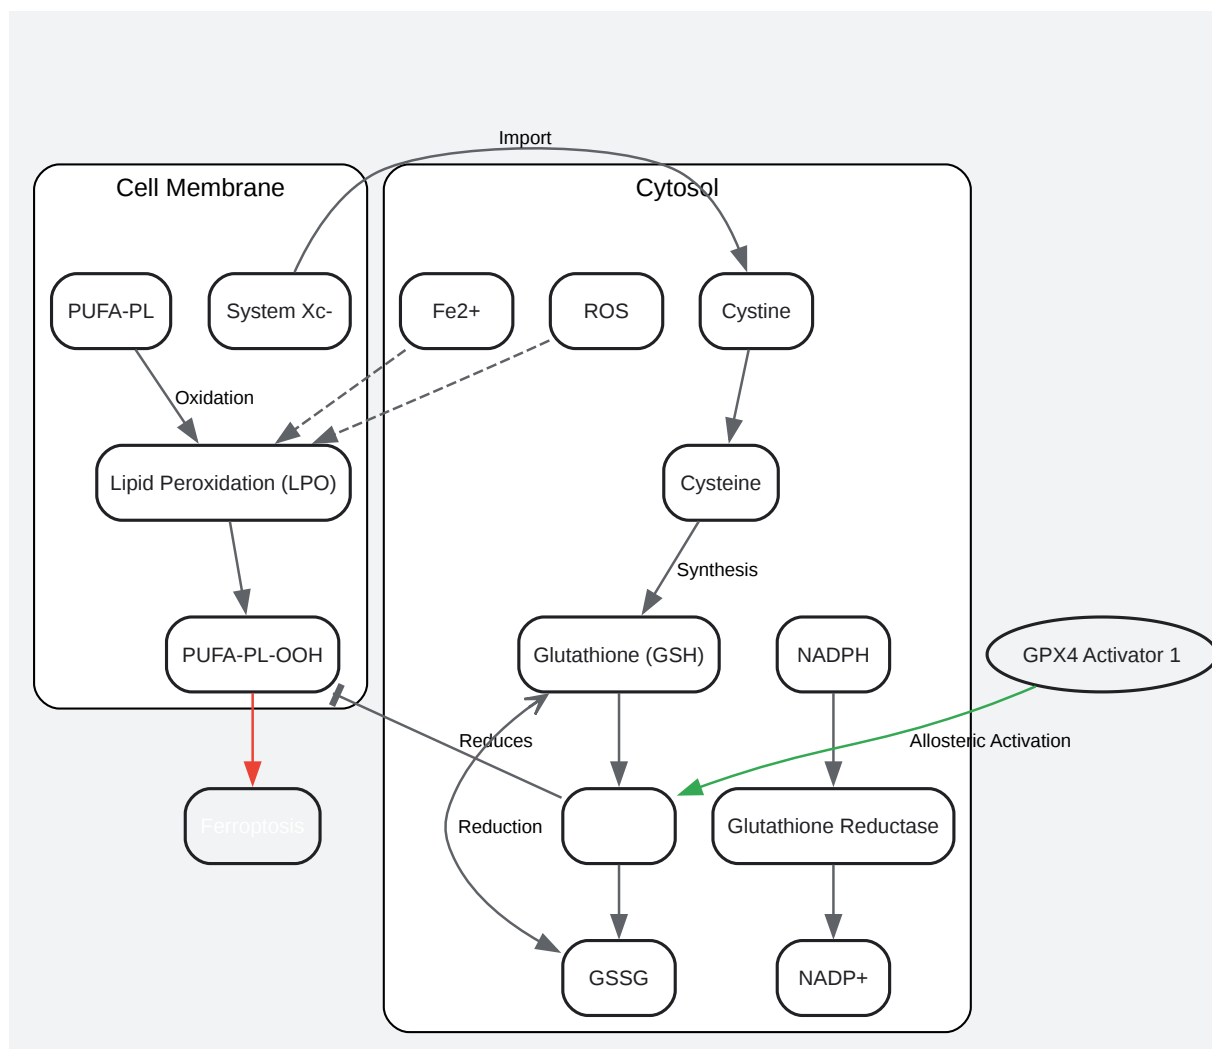 Import
Cell Membrane
Cytosol
PUFA-PL
System Xc-
Fe2+
ROS
Cystine
Oxidation
Lipid Peroxidation (LPO)
Cysteine
Synthesis
PUFA-PL-OOH
Glutathione (GSH)
NADPH
GPX4 Activator 1
Reduces
Allosteric Activation
Ferroptosis
Reduction
Glutathione Reductase
GSSG
NADP+